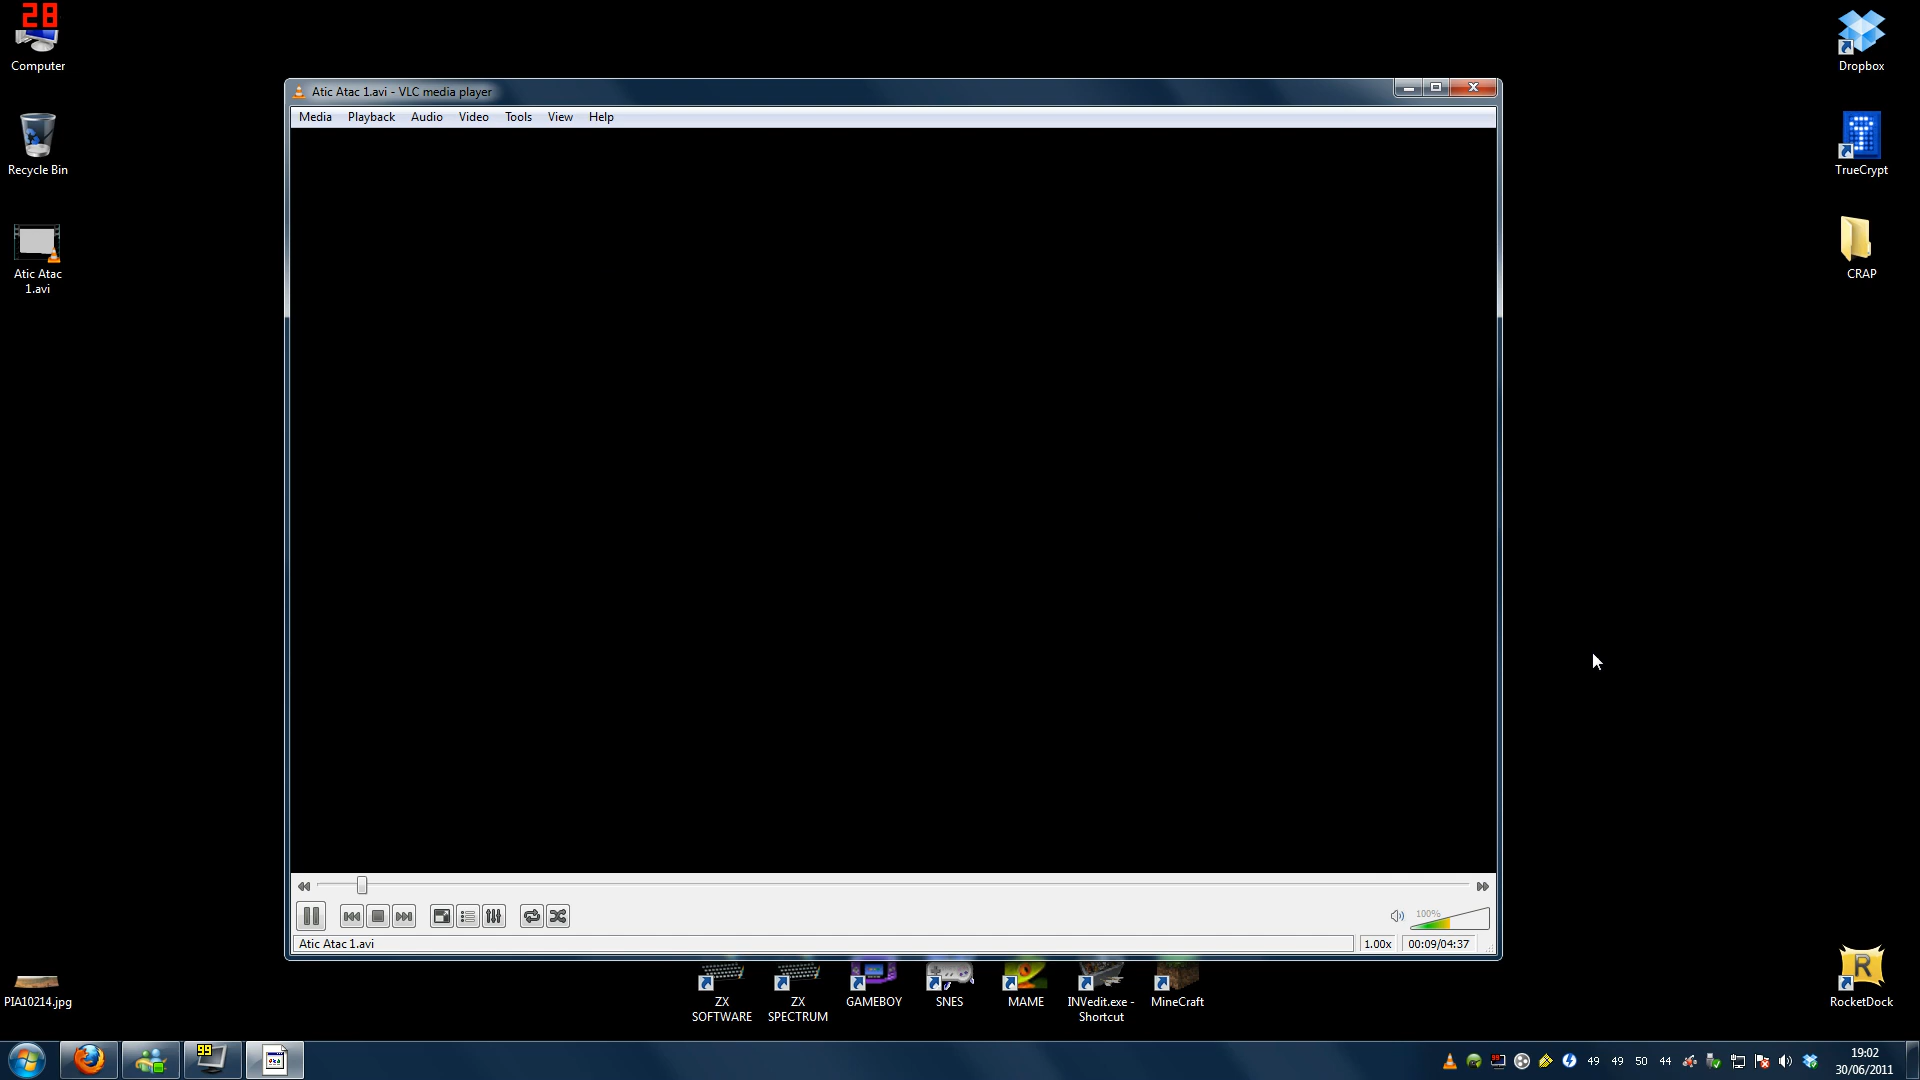 28
Computer
Recycle Bin
Atic Atac
1.avi
PIA10214.jpg
Atic Atac 1.avi - VLC media player
Media Playback Audio Video Tools View Help
100%
Atic Atac 1.avi
1.00x
00:09/04:37
Dropbox
TrueCrypt
CRAP
RocketDock
ZX
SOFTWARE
ZX
SPECTRUM
GAMEBOY
SNES
MAME
INVedit.exe -
Shortcut
MineCraft
99
49 49 50 44
19:02
30/06/2011